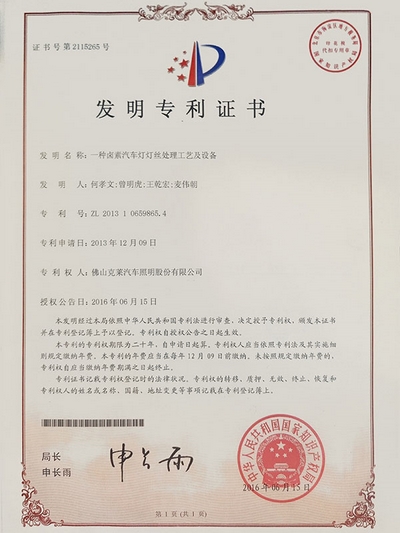 证书号第2115265号
发明专利证书
发明名称：一种卤素汽车灯灯丝处理工艺及设备
发明人：何孝文;曾明虎;王乾宏;麦伟朝
专利号：ZL 2013 1 0659865.4
专利申请日：2013年12月09日
专利权人：佛山克莱汽车照明股份有限公司
授权公告日：2016年06月15日
本发明经过本局依照中华人民共和国专利法进行审查，决定授予专利权，颁发本证书
并在专利登记簿上予以登记。专利权自授权公告之日起生效。
本专利的专利权期限为二十年，自申请日起算。专利权人应当依照专利法及其实施细
则规定缴纳年费。本专利的年费应当在每年12月09日前缴纳。未按照规定缴纳年费的，
专利权自应当缴纳年费期满之日起终止。
专利证书记载专利权登记时的法律状况。专利权的转移、质押、无效、终止、恢复和
专利权人的姓名或名称、国籍、地址变更等事项记载在专利登记簿上。
局长
申长雨
申长雨
中华人民共和国国家知识产权局
2016年06月15日
第1页（共1页）